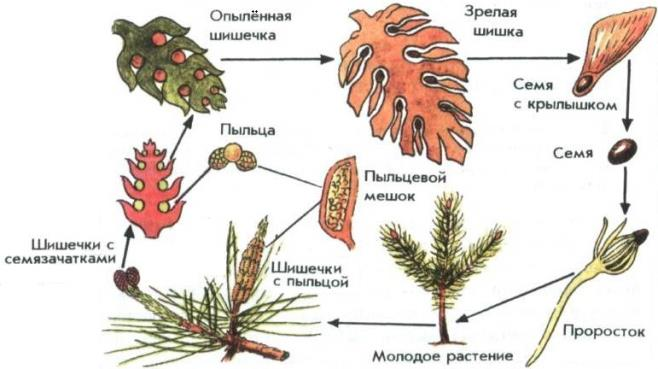 Опылённая
шишечка
Зрелая
шишка
Семя
с крылышком
Пыльца
Семя
Пыльцевой
мешок
Шишечки с
семязачатками
Шишечки
с пыльцой
Проросток
Молодое растение